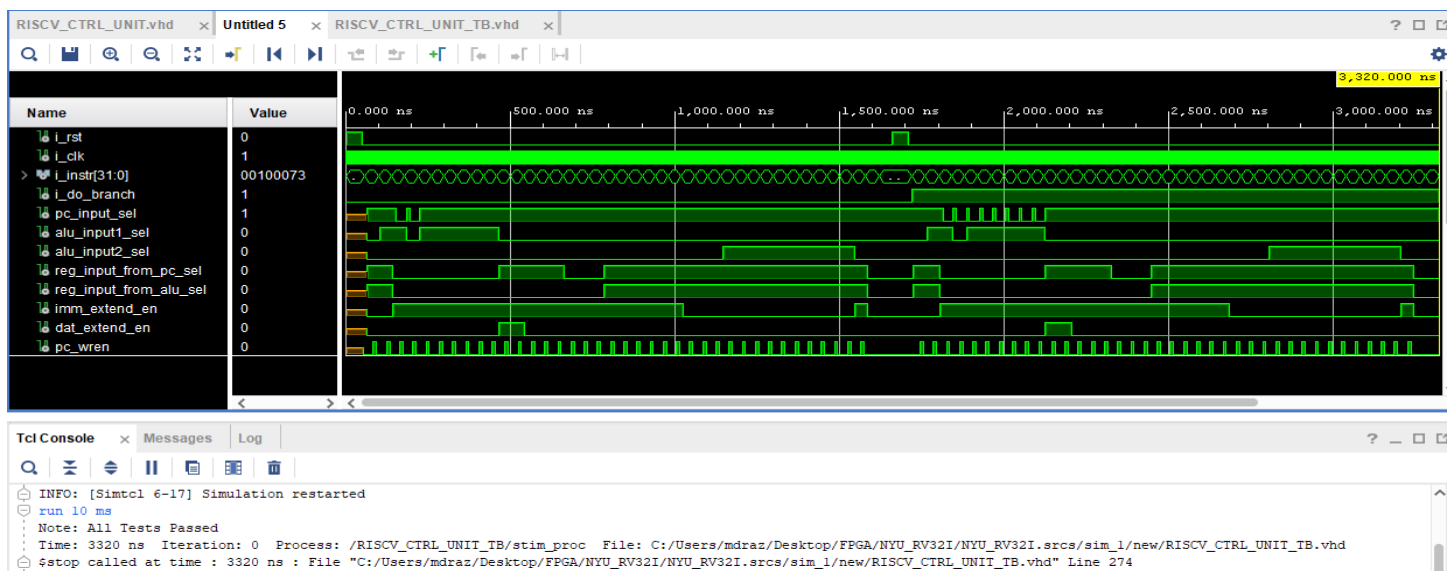 RISCV_CTRL_UNIT.vhd × Untitled 5 × RISCV_CTRL_UNIT_TB.vhd ×
3,320.000 ns
Name Value 0.000 ns 500.000 ns 1,000.000 ns 1,500.000 ns 2,000.000 ns 2,500.000 ns 3,000.000 ns
i_rst 0
i_clk 1
i_instr[31:0] 00100073
i_do_branch 1
pc_input_sel 1
alu_input1_sel 0
alu_input2_sel 0
reg_input_from_pc_sel 0
reg_input_from_alu_sel 0
imm_extend_en 0
dat_extend_en 0
pc_wren 0
Tcl Console × Messages Log
INFO: [Simtcl 6-17] Simulation restarted
run 10 ms
Note: All Tests Passed
Time: 3320 ns Iteration: 0 Process: /RISCV_CTRL_UNIT_TB/stim_proc File: C:/Users/mdraz/Desktop/FPGA/NYU_RV32I/NYU_RV32I.srcs/sim_1/new/RISCV_CTRL_UNIT_TB.vhd
$stop called at time : 3320 ns : File "C:/Users/mdraz/Desktop/FPGA/NYU_RV32I/NYU_RV32I.srcs/sim_1/new/RISCV_CTRL_UNIT_TB.vhd" Line 274